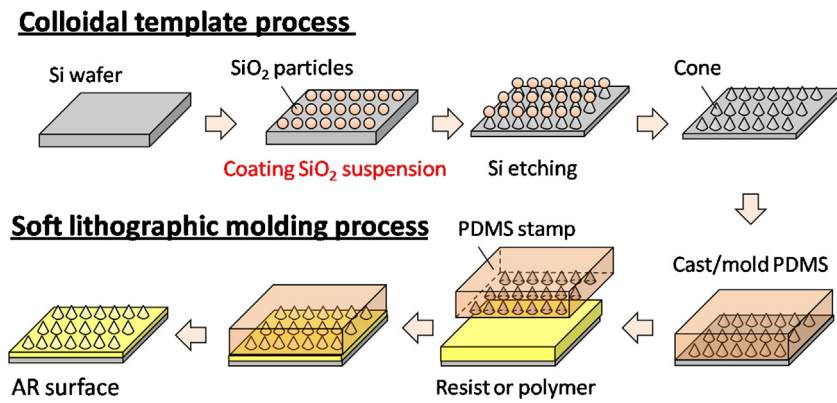 Colloidal template process
Si wafer
SiO₂ particles
Cone
Coating SiO₂ suspension
Si etching
Soft lithographic molding process
PDMS stamp
Cast/mold PDMS
AR surface
Resist or polymer